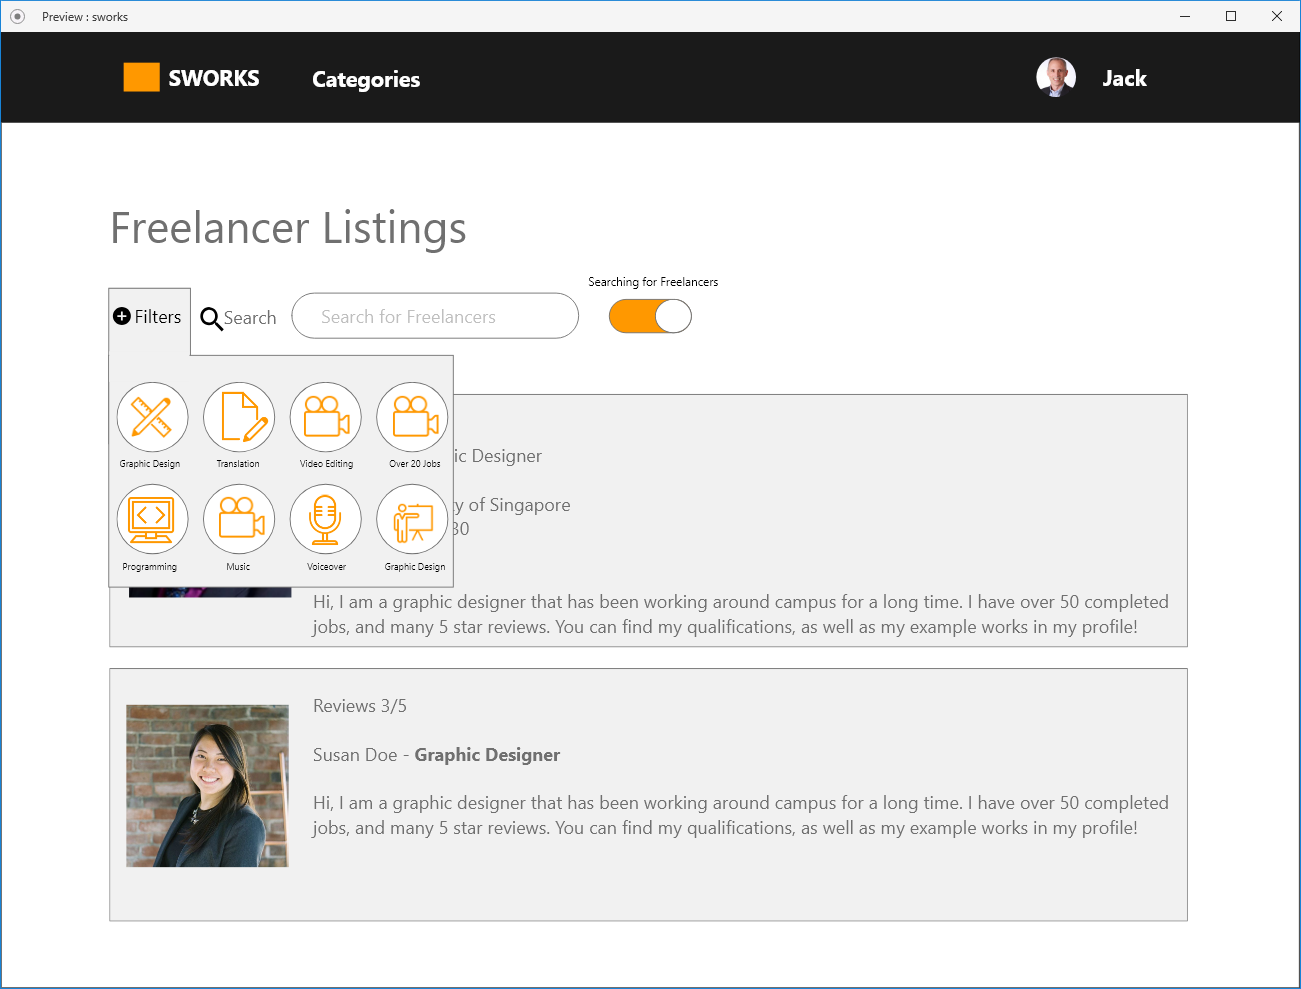 Preview : sworks
SWORKS
Categories
Jack
Freelancer Listings
Searching for Freelancers
Filters
Search
Search for Freelancers
Graphic Design
Translation
Video Editing
Over 20 Jobs
Programming
Music
Voiceover
Graphic Design
ic Designer
y of Singapore
30
Hi, I am a graphic designer that has been working around campus for a long time. I have over 50 completed
jobs, and many 5 star reviews. You can find my qualifications, as well as my example works in my profile!
Reviews 3/5
Susan Doe - Graphic Designer
Hi, I am a graphic designer that has been working around campus for a long time. I have over 50 completed
jobs, and many 5 star reviews. You can find my qualifications, as well as my example works in my profile!